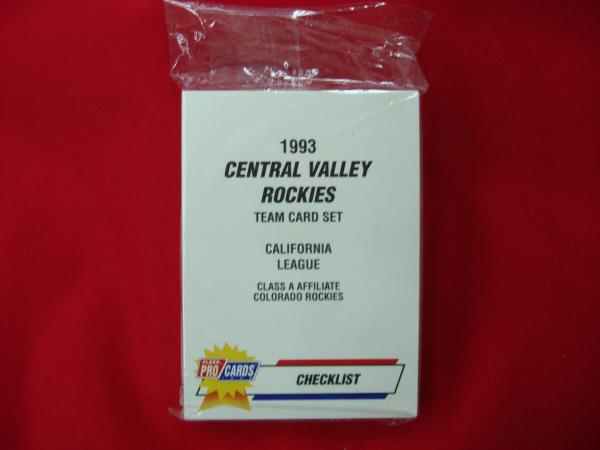 1993
CENTRAL VALLEY
ROCKIES
TEAM CARD SET
CALIFORNIA
LEAGUE
CLASS A AFFILIATE
COLORADO ROCKIES
FLEER
PRO CARDS
CHECKLIST